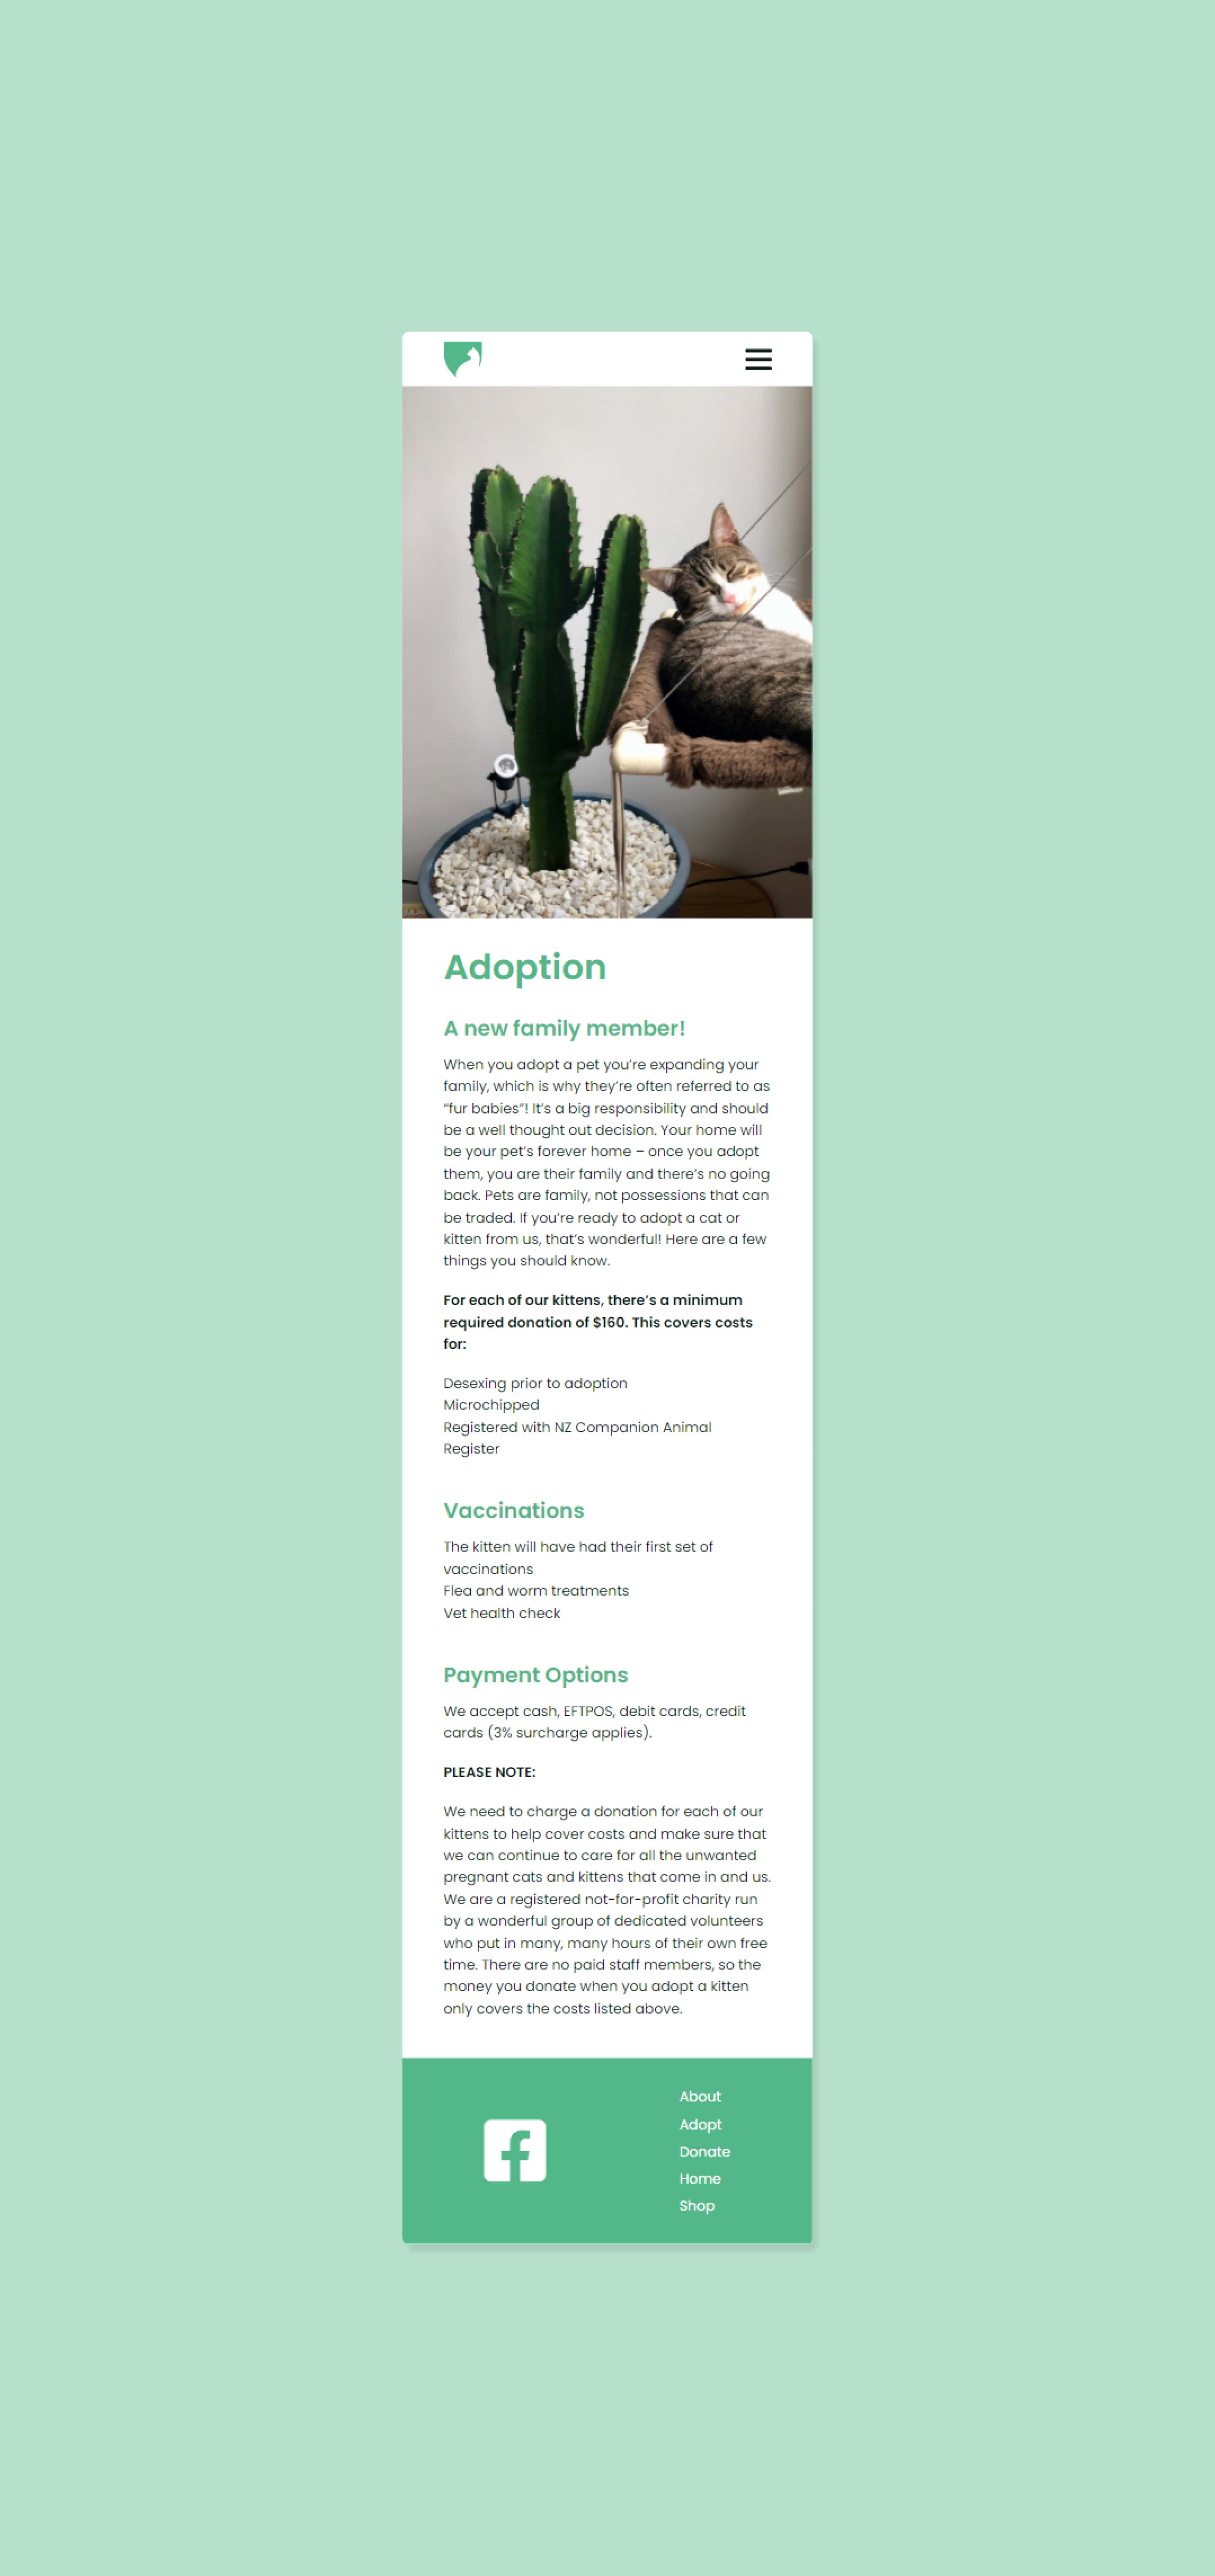 Adoption
A new family member!
When you adopt a pet you're expanding your
family, which is why they're often referred to as
"fur babies"! It's a big responsibility and should
be a well thought out decision. Your home will
be your pet's forever home – once you adopt
them, you are their family and there's no going
back. Pets are family, not possessions that can
be traded. If you're ready to adopt a cat or
kitten from us, that's wonderful! Here are a few
things you should know.
For each of our kittens, there's a minimum
required donation of $160. This covers costs
for:
Desexing prior to adoption
Microchipped
Registered with NZ Companion Animal
Register
Vaccinations
The kitten will have had their first set of
vaccinations
Flea and worm treatments
Vet health check
Payment Options
We accept cash, EFTPOS, debit cards, credit
cards (3% surcharge applies).
PLEASE NOTE:
We need to charge a donation for each of our
kittens to help cover costs and make sure that
we can continue to care for all the unwanted
pregnant cats and kittens that come in and us.
We are a registered not-for-profit charity run
by a wonderful group of dedicated volunteers
who put in many, many hours of their own free
time. There are no paid staff members, so the
money you donate when you adopt a kitten
only covers the costs listed above.
About
Adopt
Donate
Home
Shop